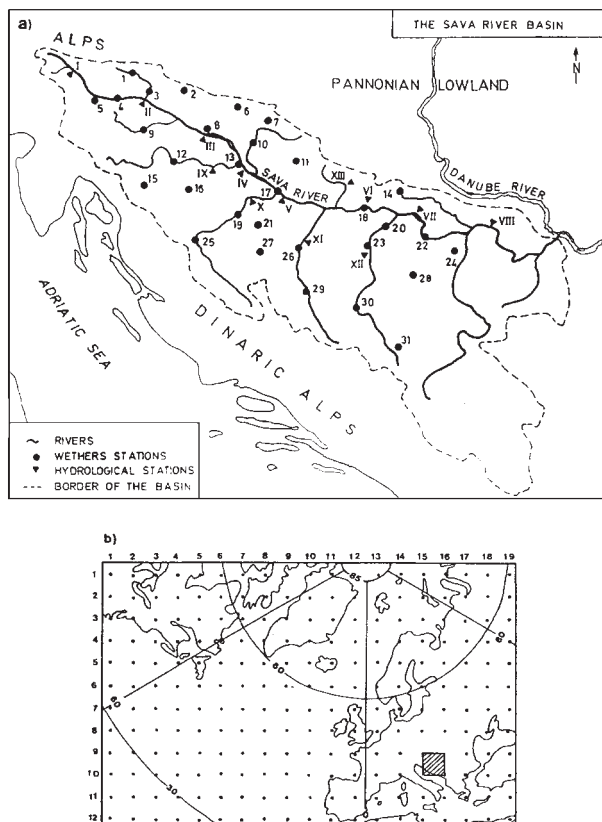 a)
THE SAVA RIVER BASIN
ALPS
N
PANNONIAN LOWLAND
1
1
2
3
4
5
II
6
7
8
III
9
10
11
12
13
IX
IV
XIII
SAVA RIVER
DANUBE RIVER
15
16
17
V
X
VI
14
18
VII
VIII
19
20
21
22
23
24
25
26
XI
XII
27
28
29
30
31
ADRIATIC SEA
DINARIC ALPS
RIVERS
WETHERS STATIONS
HYDROLOGICAL STATIONS
BORDER OF THE BASIN
b)
1 2 3 4 5 6 7 8 9 10 11 12 13 14 15 16 17 18 19
1
2
3
4
5
6
7
8
9
10
11
12
85
80
60
60
60
30